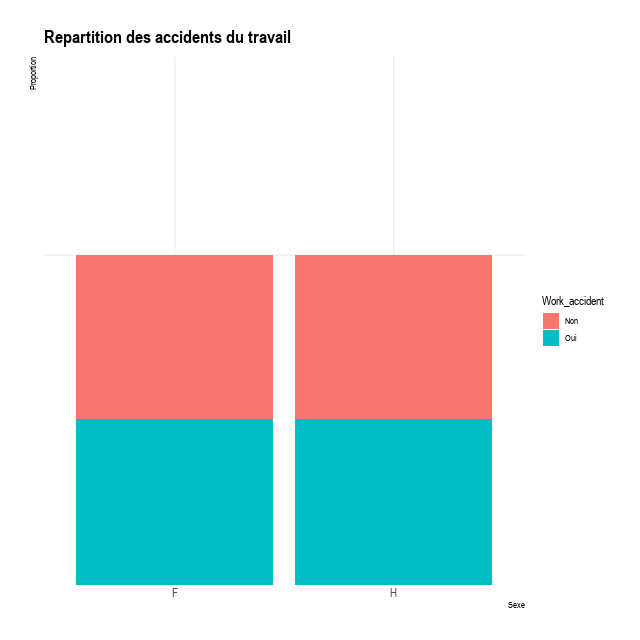 Repartition des accidents du travail
Proportion
Work_accident
Non
Oui
F
H
Sexe